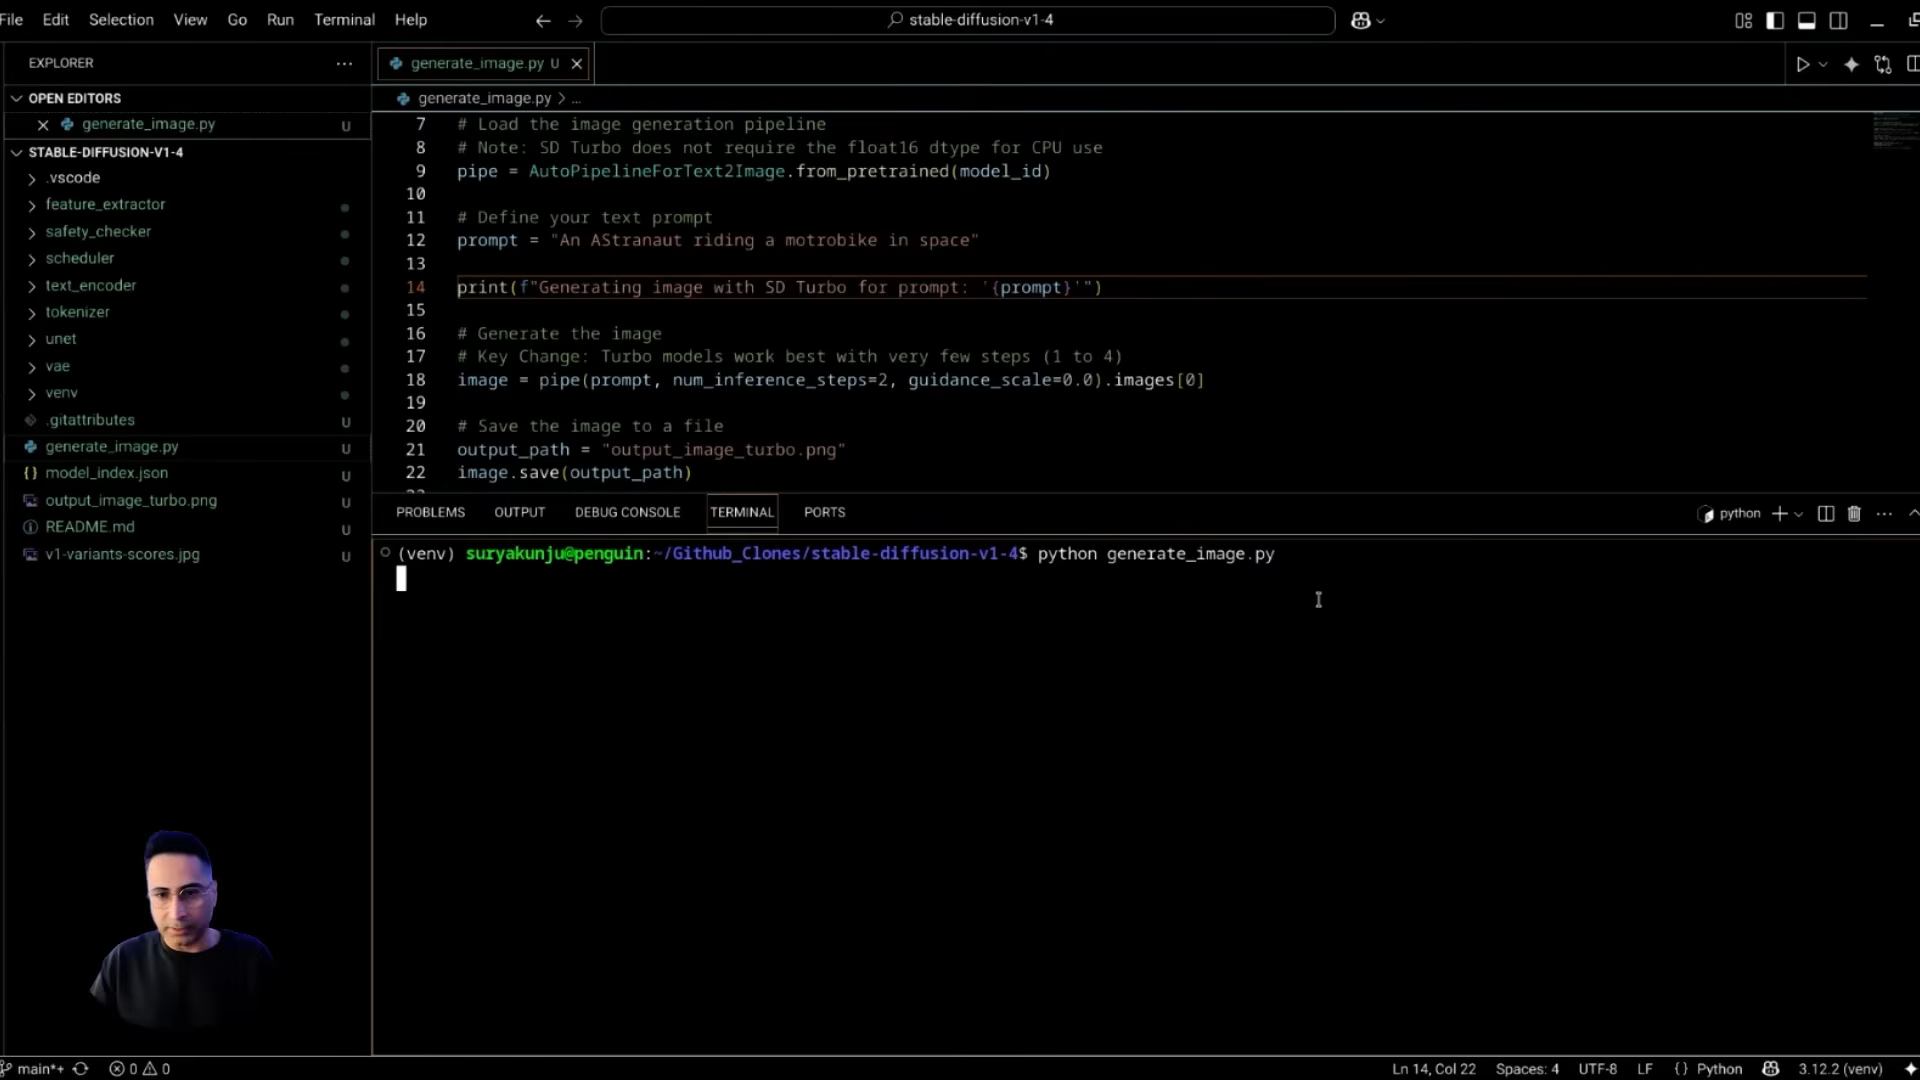 File Edit Selection View Go Run Terminal Help
stable-diffusion-v1-4
EXPLORER
OPEN EDITORS
generate_image.py U
STABLE-DIFFUSION-V1-4
.vscode
feature_extractor
safety_checker
scheduler
text_encoder
tokenizer
unet
vae
venv
.gitattributes U
generate_image.py U
model_index.json U
output_image_turbo.png U
README.md U
v1-variants-scores.jpg U
generate_image.py U
generate_image.py > ...
7 # Load the image generation pipeline
8 # Note: SD Turbo does not require the float16 dtype for CPU use
9 pipe = AutoPipelineForText2Image.from_pretrained(model_id)
10
11 # Define your text prompt
12 prompt = "An AStranaut riding a motrobike in space"
13
14 print(f"Generating image with SD Turbo for prompt: '{prompt}'")
15
16 # Generate the image
17 # Key Change: Turbo models work best with very few steps (1 to 4)
18 image = pipe(prompt, num_inference_steps=2, guidance_scale=0.0).images[0]
19
20 # Save the image to a file
21 output_path = "output_image_turbo.png"
22 image.save(output_path)
PROBLEMS OUTPUT DEBUG CONSOLE TERMINAL PORTS
python
(venv) suryakunju@penguin:~/Github_Clones/stable-diffusion-v1-4$ python generate_image.py
main*+ 0 0
Ln 14, Col 22 Spaces: 4 UTF-8 LF {} Python 3.12.2 (venv)